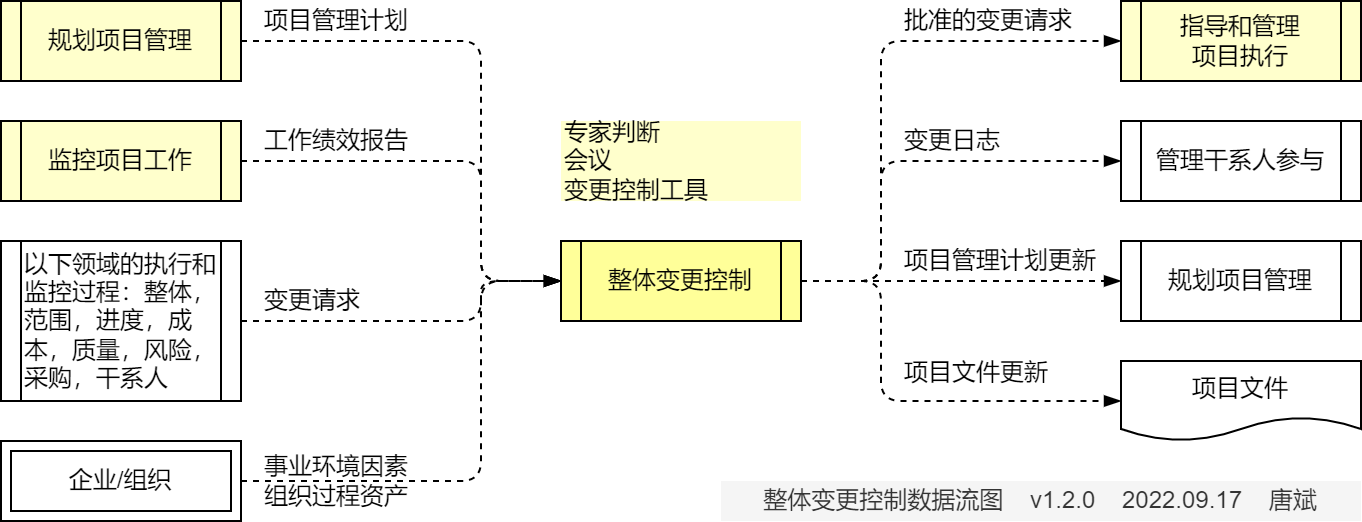 规划项目管理
项目管理计划
批准的变更请求
指导和管理
项目执行
监控项目工作
工作绩效报告
专家判断
会议
变更控制工具
变更日志
管理干系人参与
以下领域的执行和
监控过程：整体，
范围，进度，成
本，质量，风险，
采购，干系人
变更请求
整体变更控制
项目管理计划更新
规划项目管理
项目文件更新
项目文件
企业/组织
事业环境因素
组织过程资产
整体变更控制数据流图 v1.2.0 2022.09.17 唐斌